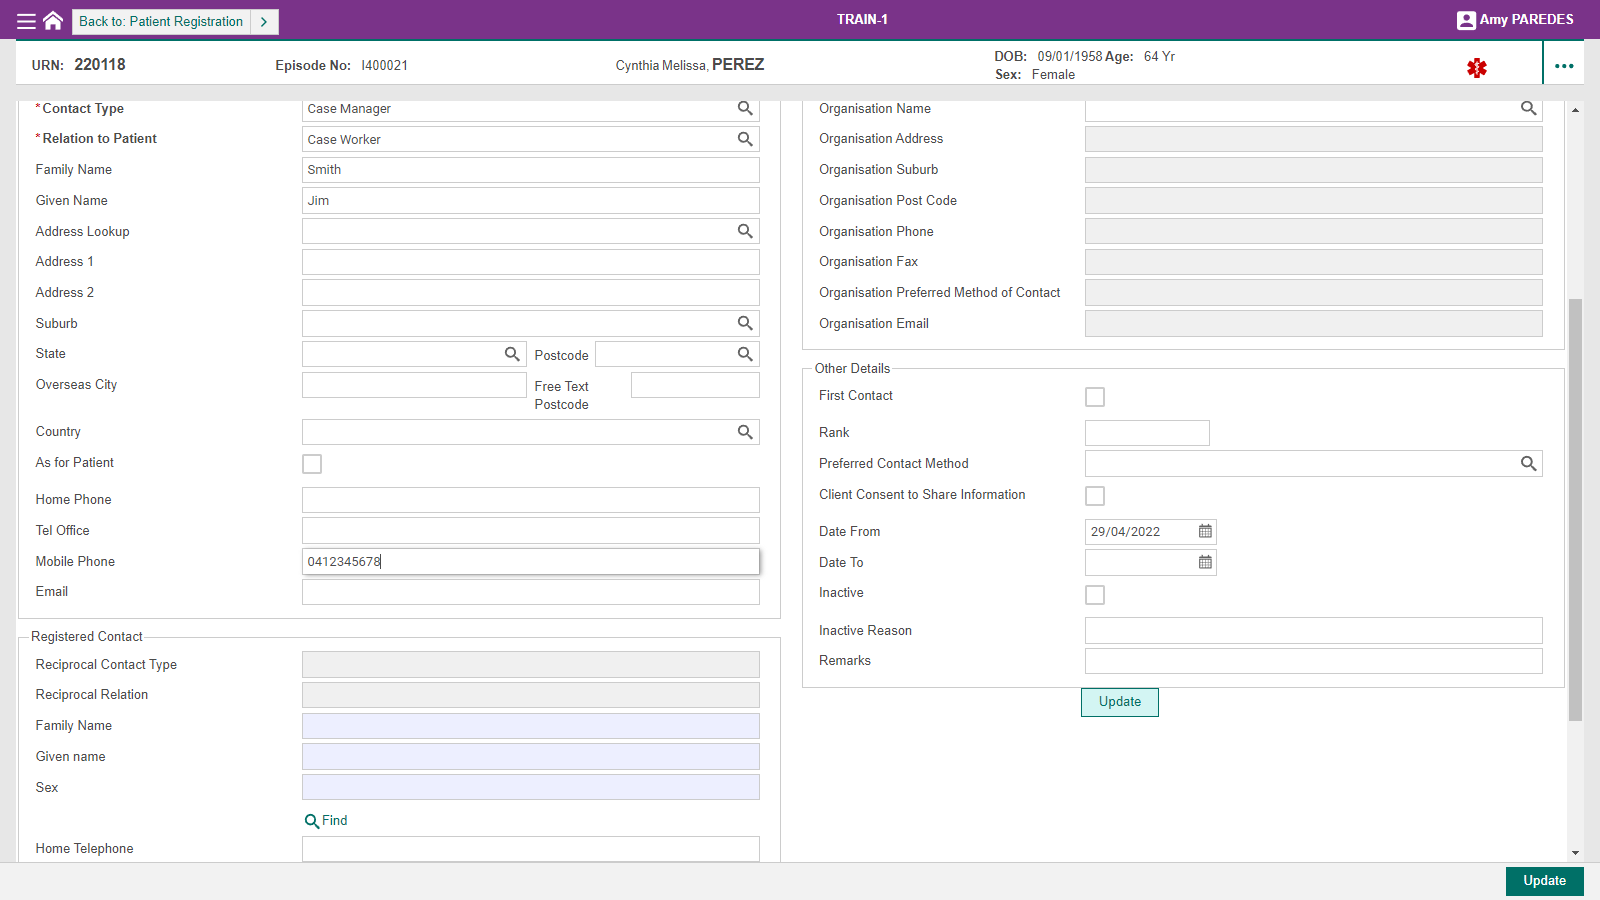 Back to: Patient Registration
TRAIN-1
Amy PAREDES
URN: 220118
Episode No: I400021
Cynthia Melissa, PEREZ
DOB: 09/01/1958 Age: 64 Yr
Sex: Female
*Contact Type Case Manager
*Relation to Patient Case Worker
Family Name Smith
Given Name Jim
Address Lookup
Address 1
Address 2
Suburb
State Postcode
Overseas City Free Text
Postcode
Country
As for Patient
Home Phone
Tel Office
Mobile Phone 0412345678
Email
Registered Contact
Reciprocal Contact Type
Reciprocal Relation
Family Name
Given name
Sex
Find
Home Telephone
Organisation Name
Organisation Address
Organisation Suburb
Organisation Post Code
Organisation Phone
Organisation Fax
Organisation Preferred Method of Contact
Organisation Email
Other Details
First Contact
Rank
Preferred Contact Method
Client Consent to Share Information
Date From 29/04/2022
Date To
Inactive
Inactive Reason
Remarks
Update
Update